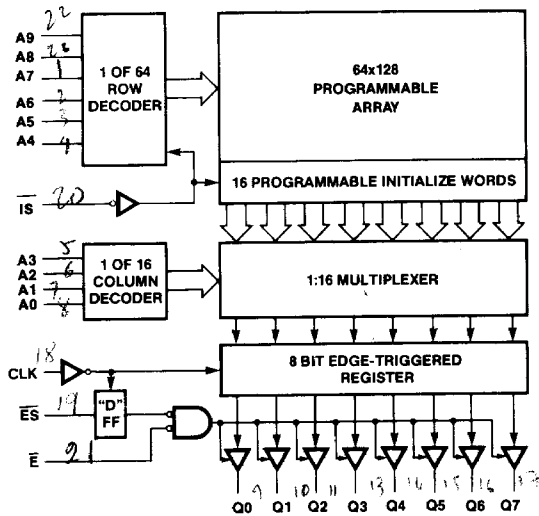 A9 22
A8
A7 1
A6 2
A5 3
A4 4
1 OF 64
ROW
DECODER
64x128
PROGRAMMABLE
ARRAY
16 PROGRAMMABLE INITIALIZE WORDS
IS 20
A3 5
A2 6
A1 7
A0 8
1 OF 16
COLUMN
DECODER
1:16 MULTIPLEXER
CLK 18
8 BIT EDGE-TRIGGERED
REGISTER
ES 19
"D"
FF
E 21
9 10 11 13 14 15 16 17
Q0 Q1 Q2 Q3 Q4 Q5 Q6 Q7